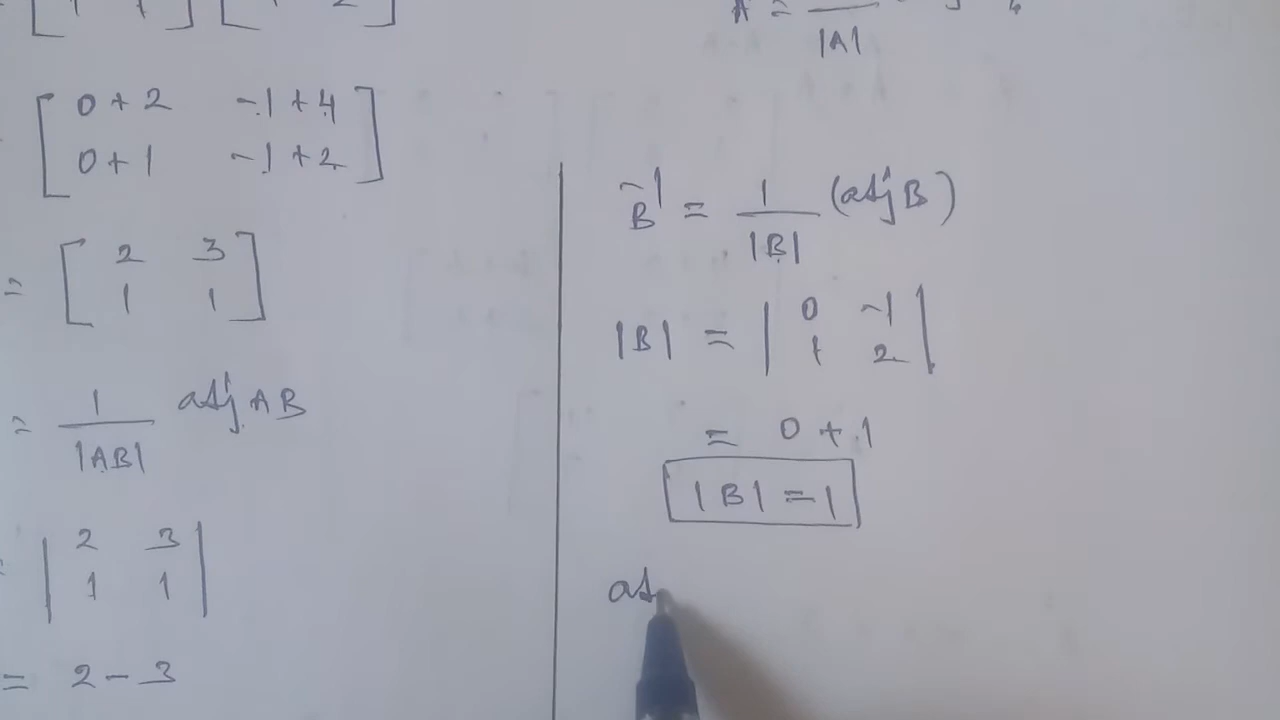 0 + 2 -1 + 4
0 + 1 -1 + 2
= [ 2 3
1 1 ]
= 1/|AB| adj AB
| 2 3
1 1 |
= 2 - 3
|A|
B⁻¹ = 1/|B| (adj B)
|B| = | 0 -1
1 2 |
= 0 + 1
|B| = 1
ad